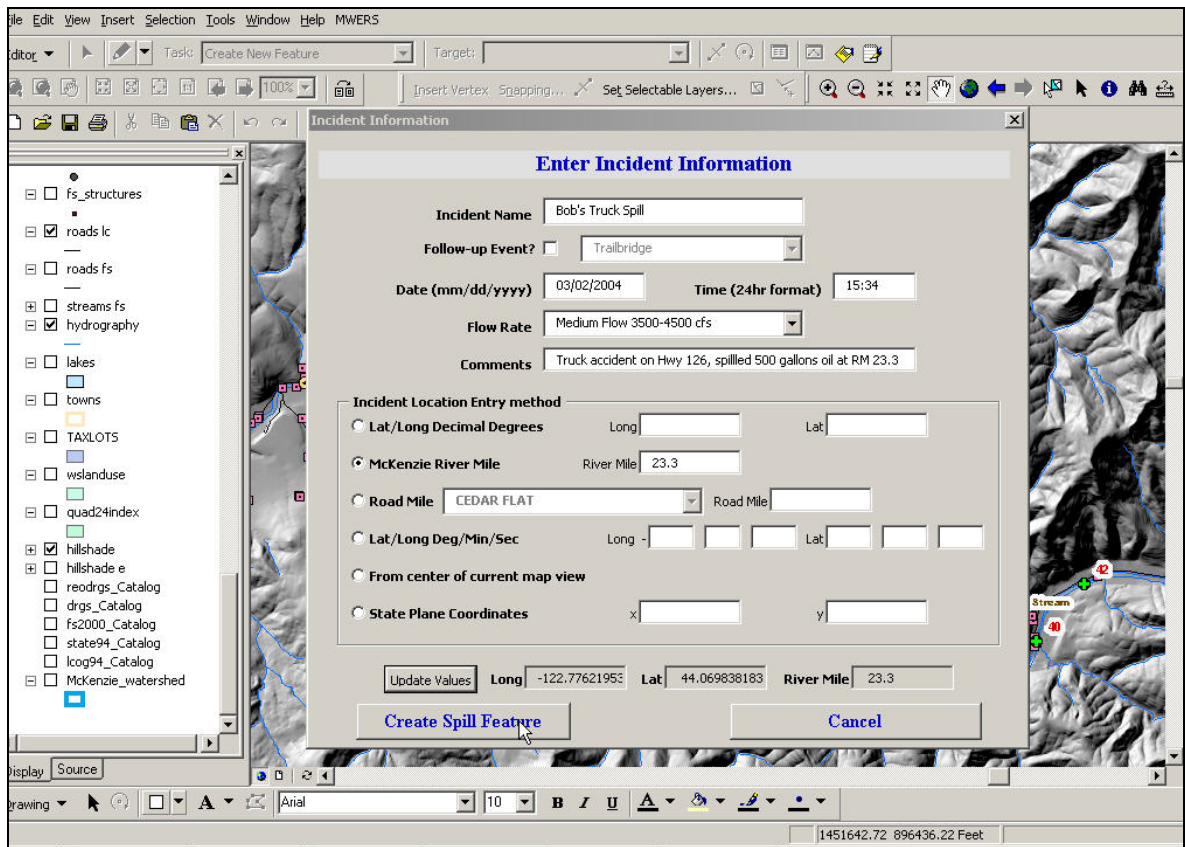 File Edit View Insert Selection Tools Window Help MWERS
Editor Task: Create New Feature Target:
100% Insert Vertex Snapping... Set Selectable Layers...
Incident Information
Enter Incident Information
Incident Name Bob's Truck Spill
Follow-up Event? Trailbridge
Date (mm/dd/yyyy) 03/02/2004 Time (24hr format) 15:34
Flow Rate Medium Flow 3500-4500 cfs
Comments Truck accident on Hwy 126, spillled 500 gallons oil at RM 23.3
Incident Location Entry method
Lat/Long Decimal Degrees Long Lat
McKenzie River Mile River Mile 23.3
Road Mile CEDAR FLAT Road Mile
Lat/Long Deg/Min/Sec Long - Lat
From center of current map view
State Plane Coordinates x y
Update Values Long -122.77621953 Lat 44.069838183 River Mile 23.3
Create Spill Feature Cancel
fs_structures
roads lc
roads fs
streams fs
hydrography
lakes
towns
TAXLOTS
wslanduse
quad24index
hillshade
hillshade e
reodrgs_Catalog
drgs_Catalog
fs2000_Catalog
state94_Catalog
lcog94_Catalog
McKenzie_watershed
42
Stream
40
Display Source
Drawing A Arial 10 B I U A
1451642.72 896436.22 Feet